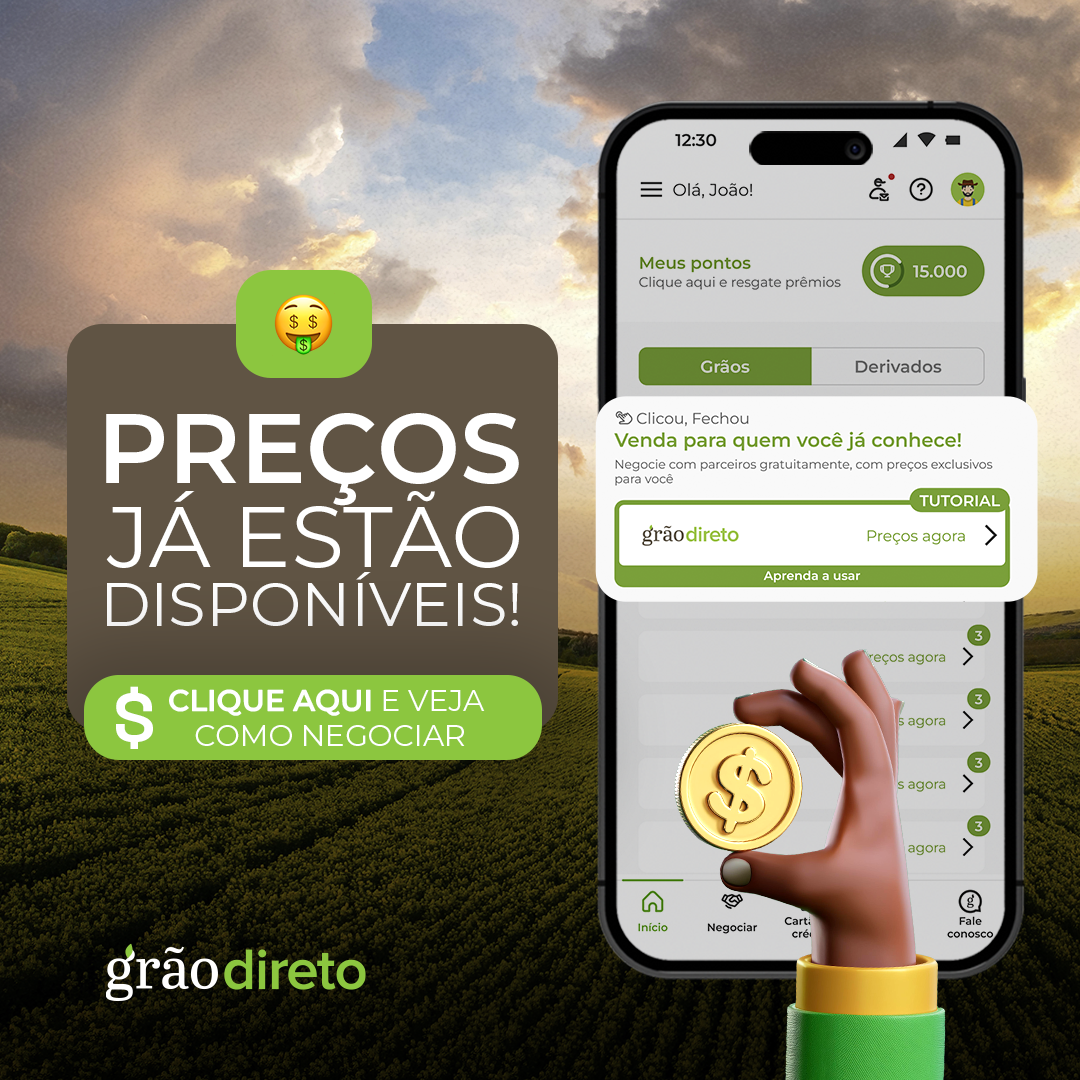 PREÇOS
JÁ ESTÃO
DISPONÍVEIS!
$ CLIQUE AQUI E VEJA
COMO NEGOCIAR
grãodireto
12:30
Olá, João!
Meus pontos
Clique aqui e resgate prêmios
15.000
Grãos
Derivados
Clicou, Fechou
Venda para quem você já conhece!
Negocie com parceiros gratuitamente, com preços exclusivos
para você
TUTORIAL
grãodireto
Preços agora
Aprenda a usar
3
reços agora
3
s agora
3
s agora
3
agora
Início
Negociar
Cart
cré
Fale
conosco